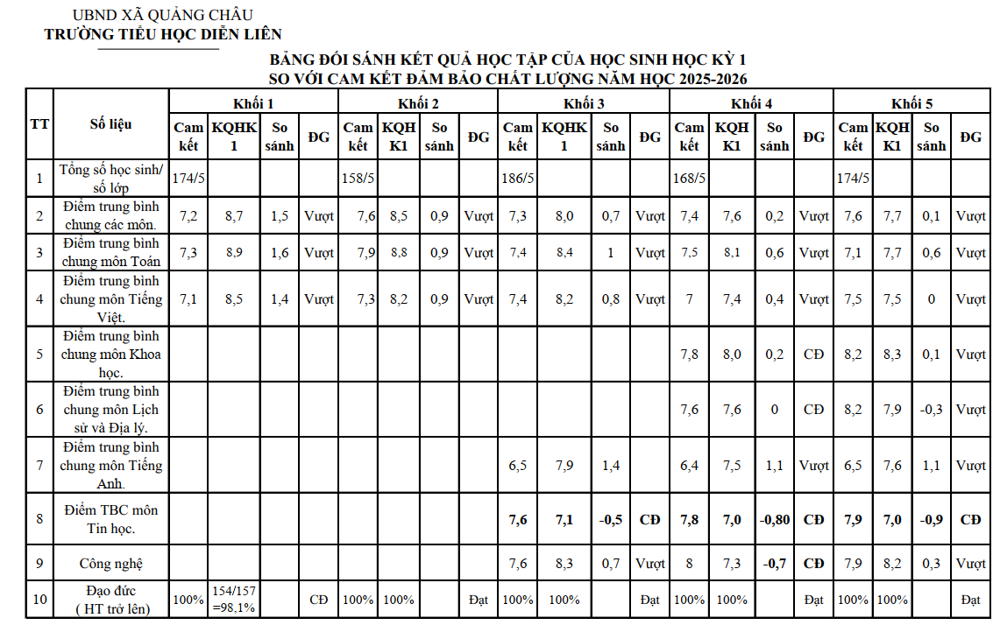 UBND XÃ QUẢNG CHÂU
TRƯỜNG TIỂU HỌC DIỄN LIÊN
BẢNG ĐỐI SÁNH KẾT QUẢ HỌC TẬP CỦA HỌC SINH HỌC KỲ 1
SO VỚI CAM KẾT ĐẢM BẢO CHẤT LƯỢNG NĂM HỌC 2025-2026
TT Số liệu Khối 1 Khối 2 Khối 3 Khối 4 Khối 5
Cam KQHK So ĐG Cam KQH So ĐG Cam KQHK So ĐG Cam KQH So ĐG Cam KQH So ĐG
kết 1 sánh kết K1 sánh kết 1 sánh kết K1 sánh kết K1 sánh
1 Tổng số học sinh/ 174/5 158/5 186/5 168/5 174/5
số lớp
2 Điểm trung bình 7,2 8,7 1,5 Vượt 7,6 8,5 0,9 Vượt 7,3 8,0 0,7 Vượt 7,4 7,6 0,2 Vượt 7,6 7,7 0,1 Vượt
chung các môn.
3 Điểm trung bình 7,3 8,9 1,6 Vượt 7,9 8,8 0,9 Vượt 7,4 8,4 1 Vượt 7,5 8,1 0,6 Vượt 7,1 7,7 0,6 Vượt
chung môn Toán
Điểm trung bình
4 chung môn Tiếng 7,1 8,5 1,4 Vượt 7,3 8,2 0,9 Vượt 7,4 8,2 0,8 Vượt 7 7,4 0,4 Vượt 7,5 7,5 0 Vượt
Việt.
Điểm trung bình
5 chung môn Khoa 7,8 8,0 0,2 CĐ 8,2 8,3 0,1 Vượt
học.
Điểm trung bình
6 chung môn Lịch 7,6 7,6 0 CĐ 8,2 7,9 -0,3 Vượt
sử và Địa lý.
Điểm trung bình
7 chung môn Tiếng 6,5 7,9 1,4 6,4 7,5 1,1 Vượt 6,5 7,6 1,1 Vượt
Anh.
8 Điểm TBC môn 7,6 7,1 -0,5 CĐ 7,8 7,0 -0,80 CĐ 7,9 7,0 -0,9 CĐ
Tin học.
9 Công nghệ 7,6 8,3 0,7 Vượt 8 7,3 -0,7 CĐ 7,9 8,2 0,3 Vượt
10 Đạo đức 100% 154/157 CĐ 100% 100% Đạt 100% 100% Đạt 100% 100% Đạt 100% 100% Đạt
( HT trở lên) =98,1%